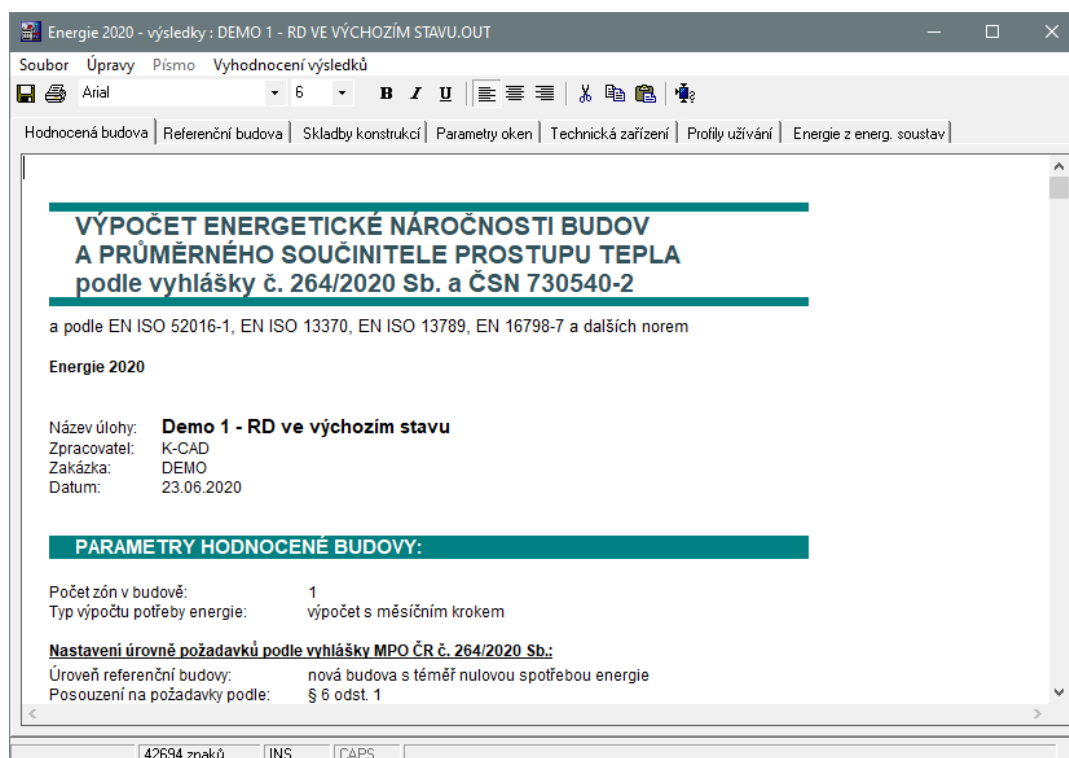 Energie 2020 - výsledky : DEMO 1 - RD VE VÝCHOZÍM STAVU.OUT
Soubor Úpravy Písmo Vyhodnocení výsledků
Arial 6 B I U
Hodnocená budova Referenční budova Skladby konstrukcí Parametry oken Technická zařízení Profily užívání Energie z energ. soustav
VÝPOČET ENERGETICKÉ NÁROČNOSTI BUDOV
A PRŮMĚRNÉHO SOUČINITELE PROSTUPU TEPLA
podle vyhlášky č. 264/2020 Sb. a ČSN 730540-2
a podle EN ISO 52016-1, EN ISO 13370, EN ISO 13789, EN 16798-7 a dalších norem
Energie 2020
Název úlohy: Demo 1 - RD ve výchozím stavu
Zpracovatel: K-CAD
Zakázka: DEMO
Datum: 23.06.2020
PARAMETRY HODNOCENÉ BUDOVY:
Počet zón v budově: 1
Typ výpočtu potřeby energie: výpočet s měsíčním krokem
Nastavení úrovně požadavků podle vyhlášky MPO ČR č. 264/2020 Sb.:
Úroveň referenční budovy: nová budova s téměř nulovou spotřebou energie
Posouzení na požadavky podle: § 6 odst. 1
42694 znaků INS CAPS